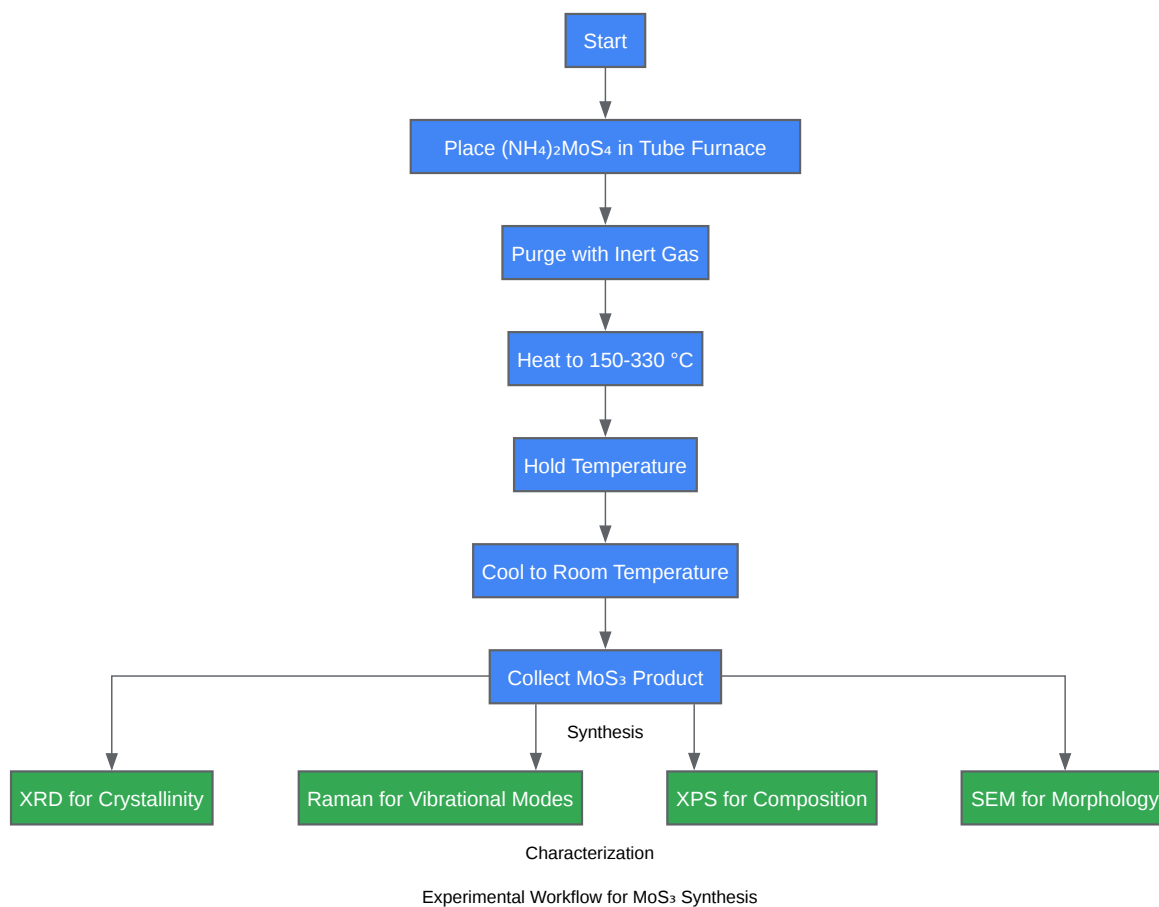 Start
Place (NH₄)₂MoS₄ in Tube Furnace
Purge with Inert Gas
Heat to 150-330 °C
Hold Temperature
Cool to Room Temperature
Collect MoS₃ Product
Synthesis
XRD for Crystallinity
Raman for Vibrational Modes
XPS for Composition
SEM for Morphology
Characterization
Experimental Workflow for MoS₃ Synthesis